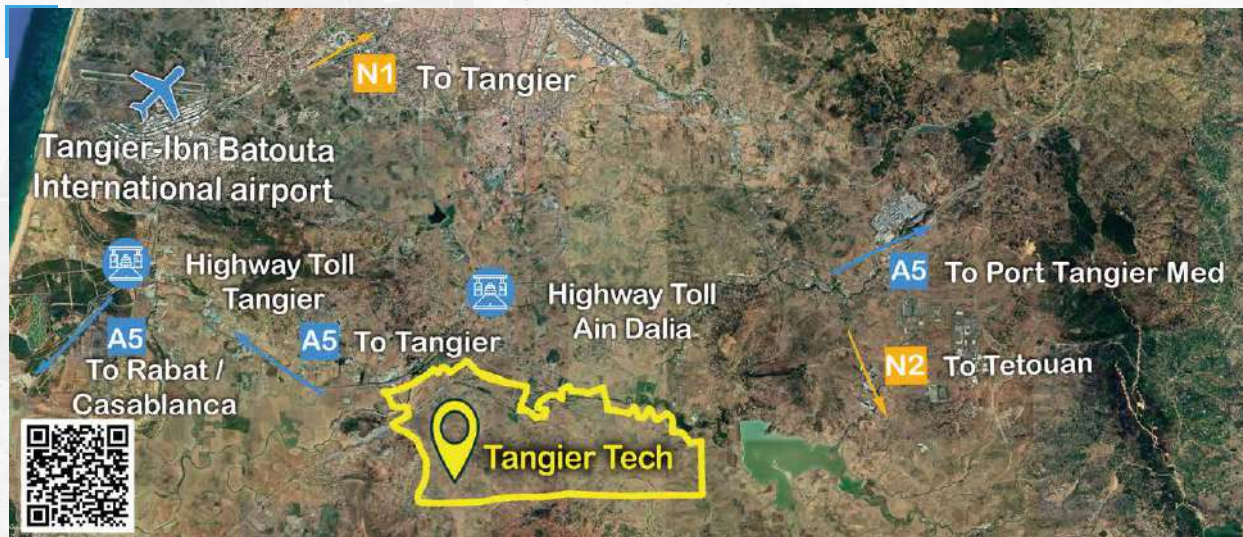 N1 To Tangier
Tangier-Ibn Batouta
International airport
Highway Toll
Tangier
Highway Toll
Ain Dalia
A5 To Port Tangier Med
A5
To Rabat /
Casablanca
A5 To Tangier
N2 To Tetouan
Tangier Tech